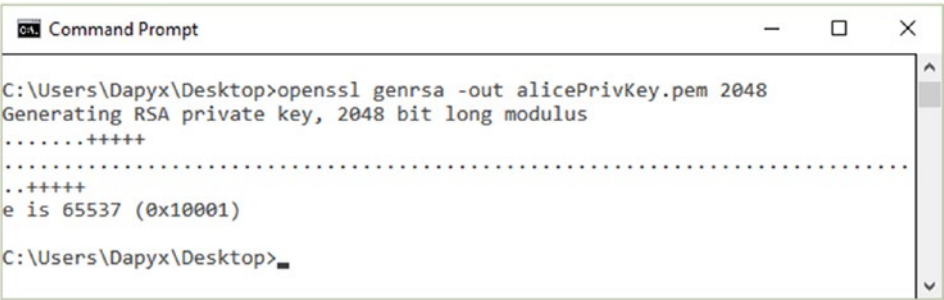 Command Prompt
C:\Users\Dapyx\Desktop>openssl genrsa -out alicePrivKey.pem 2048
Generating RSA private key, 2048 bit long modulus
.......+++++
...........................................................................
..+++++
e is 65537 (0x10001)
C:\Users\Dapyx\Desktop>